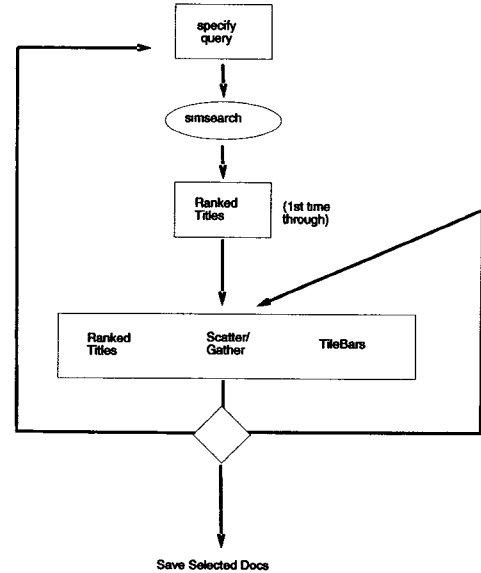 specify
query
simsearch
Ranked
Titles
(1st time
through)
Ranked
Titles
Scatter/
Gather
TileBars
Save Selected Docs